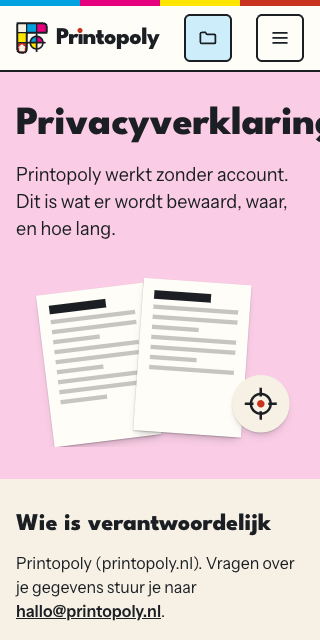 Printopoly
Privacyverklaring
Printopoly werkt zonder account.
Dit is wat er wordt bewaard, waar,
en hoe lang.
Wie is verantwoordelijk
Printopoly (printopoly.nl). Vragen over
je gegevens stuur je naar
hallo@printopoly.nl.